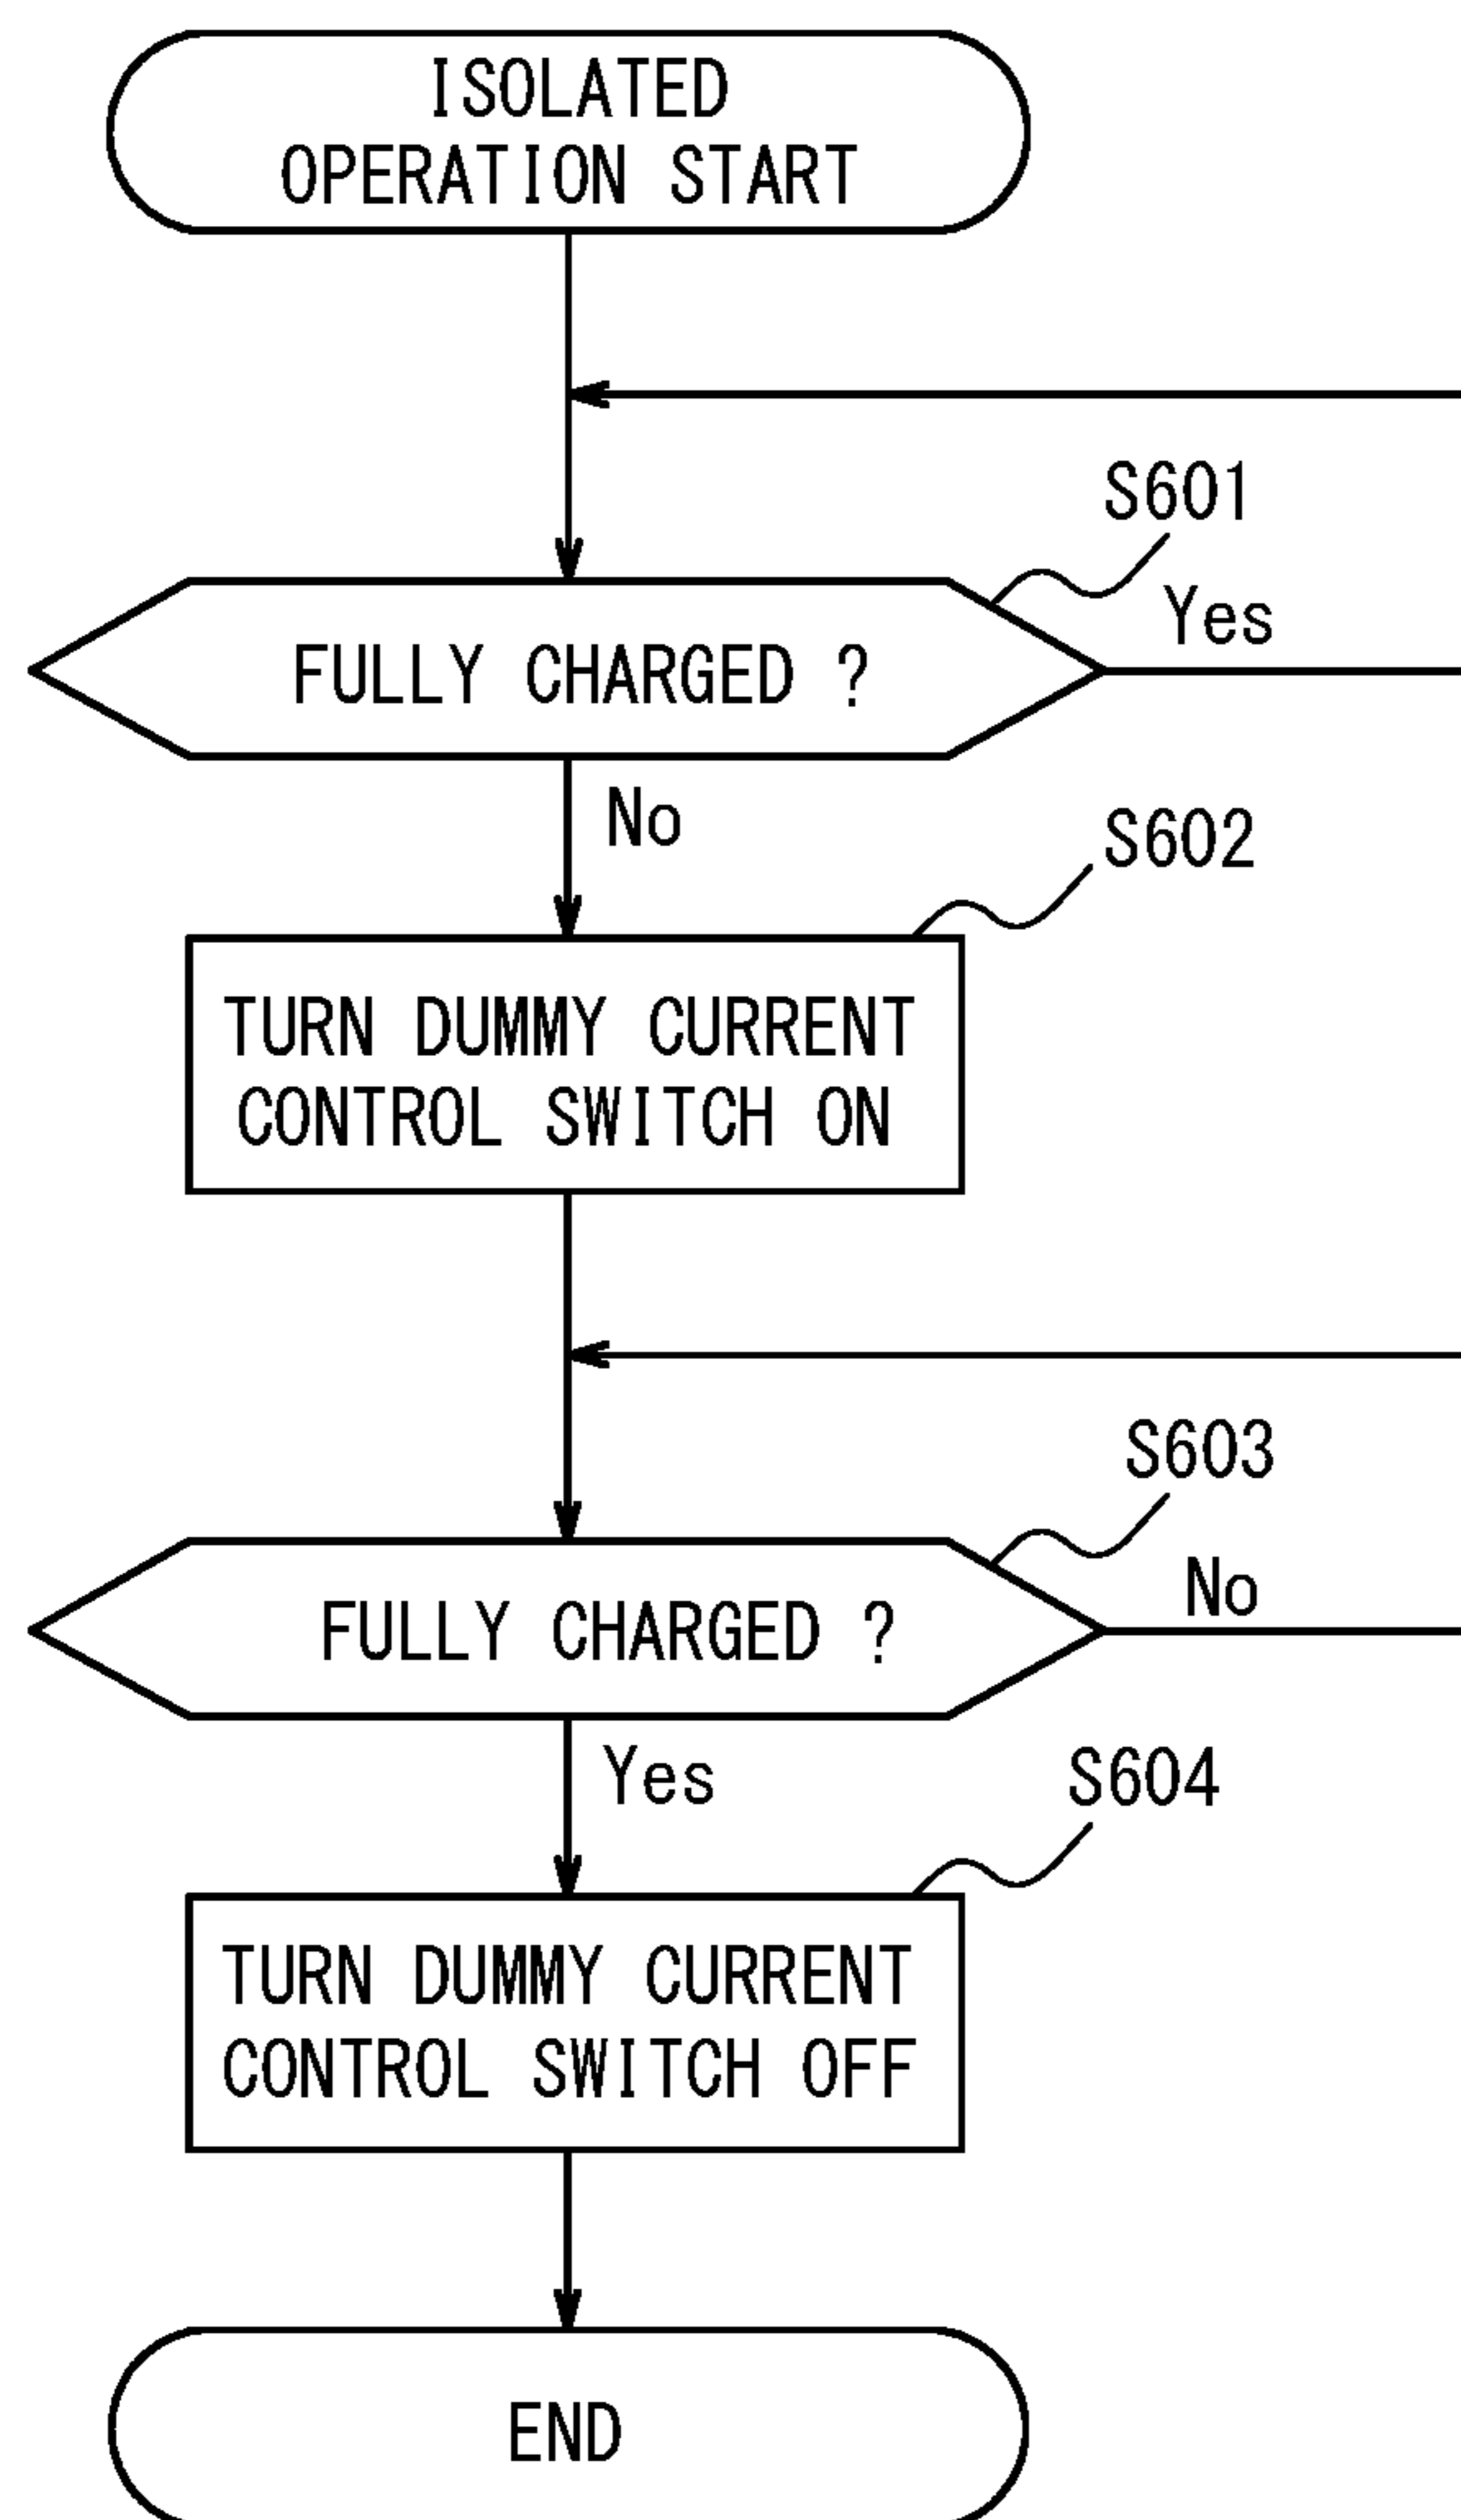 ISOLATED
OPERATION START
S601
Yes
FULLY CHARGED ?
No
S602
TURN DUMMY CURRENT
CONTROL SWITCH ON
S603
No
FULLY CHARGED ?
Yes
S604
TURN DUMMY CURRENT
CONTROL SWITCH OFF
END